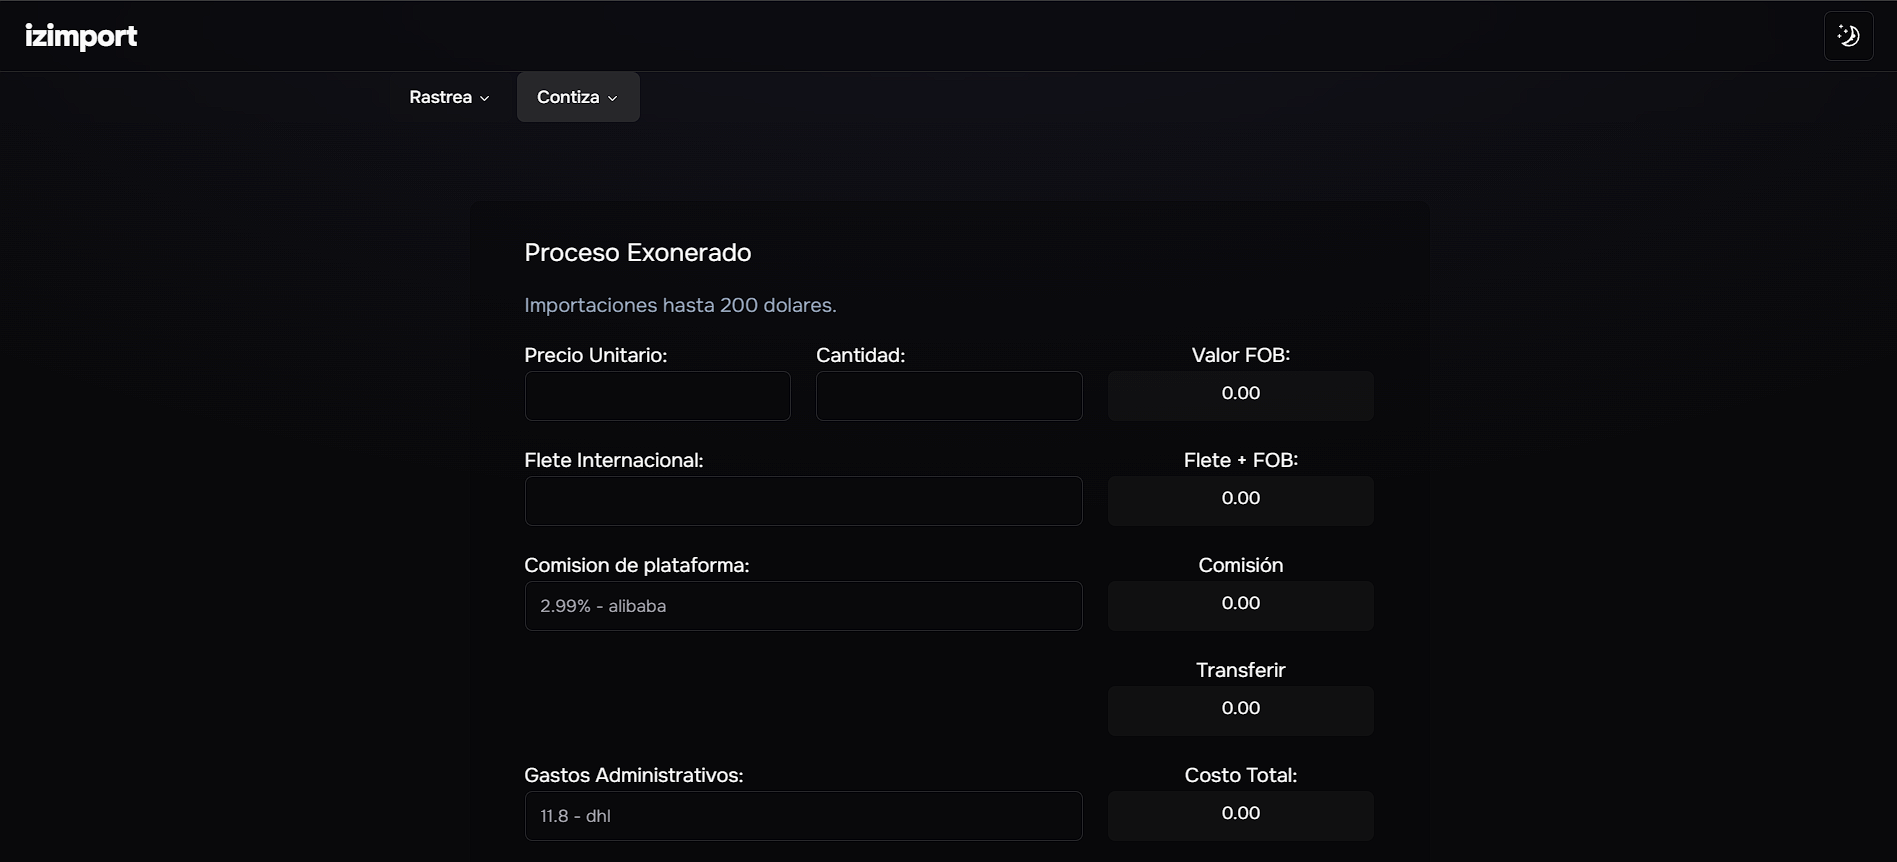 izimport
Rastrea
Contiza
Proceso Exonerado
Importaciones hasta 200 dolares.
Precio Unitario:
Cantidad:
Valor FOB:
0.00
Flete Internacional:
Flete + FOB:
0.00
Comision de plataforma:
2.99% - alibaba
Comisión
0.00
Transferir
0.00
Gastos Administrativos:
11.8 - dhl
Costo Total:
0.00